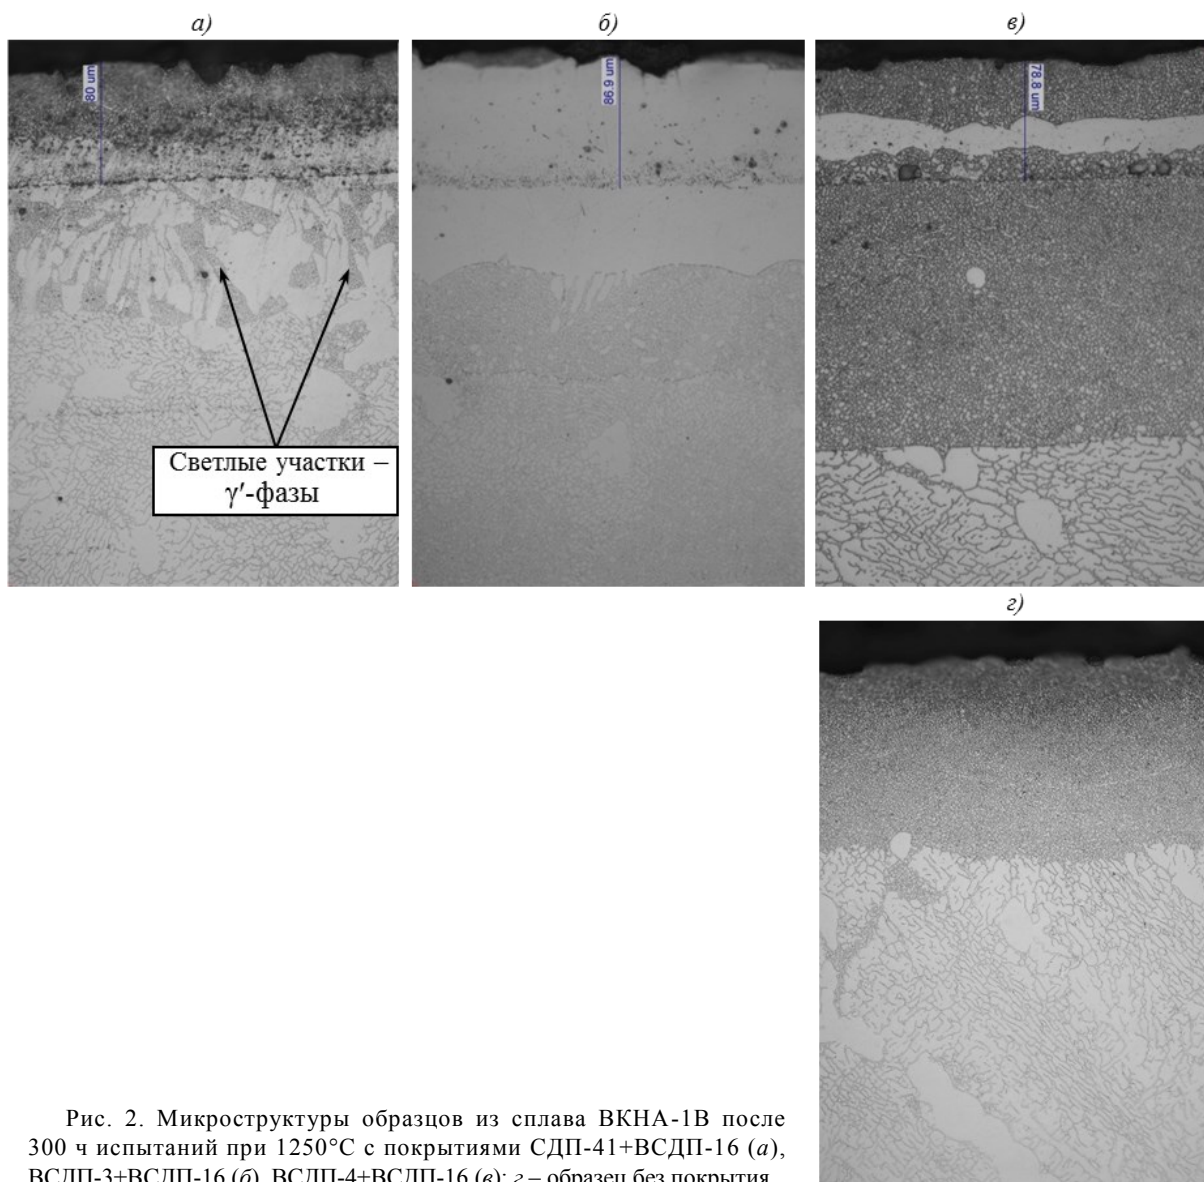 а)
б)
в)
80 um
86.6 um
78.8 um
Светлые участки –
γ′-фазы
г)
Рис. 2. Микроструктуры образцов из сплава ВКНА-1В после
300 ч испытаний при 1250°С с покрытиями СДП-41+ВСДП-16 (а),
ВСДП-3+ВСДП-16 (б), ВСДП-4+ВСДП-16 (в); г – образец без покрытия